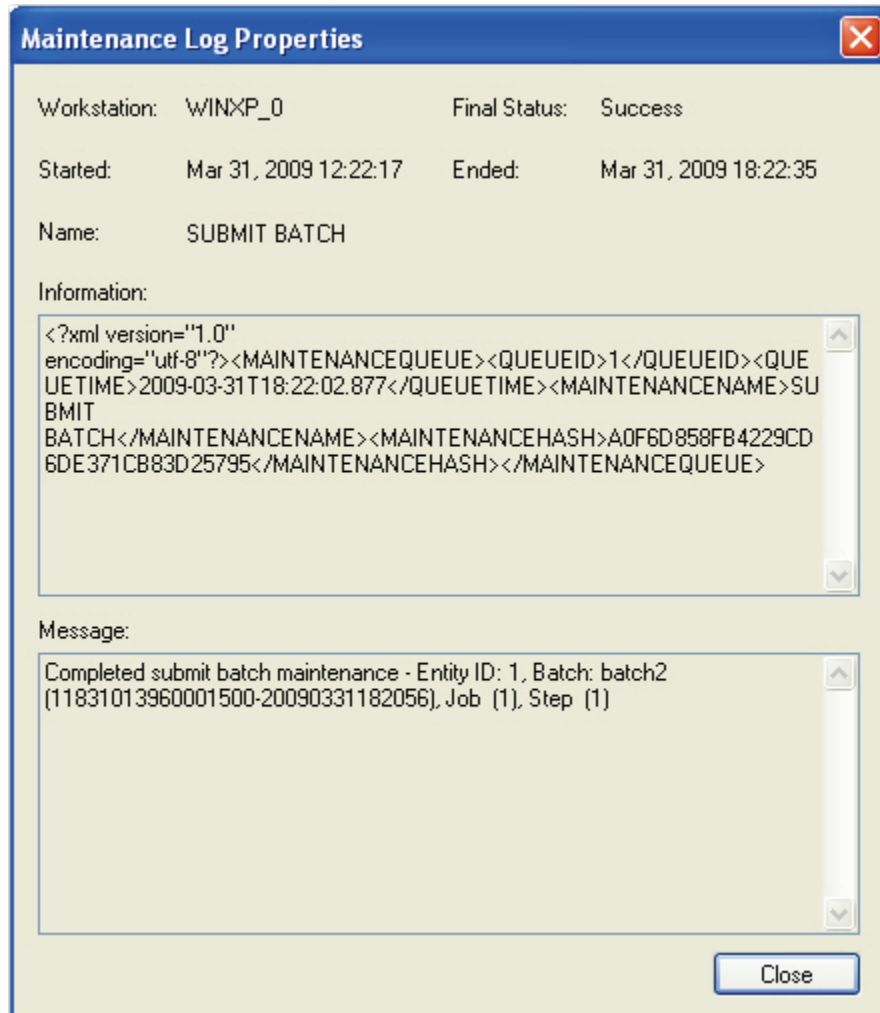 Maintenance Log Properties
Workstation: WINXP_0 Final Status: Success
Started: Mar 31, 2009 12:22:17 Ended: Mar 31, 2009 18:22:35
Name: SUBMIT BATCH
Information:
<?xml version="1.0"
encoding="utf-8"?><MAINTENANCEQUEUE><QUEUEID>1</QUEUEID><QUE
UETIME>2009-03-31T18:22:02.877</QUEUETIME><MAINTENANCENAME>SU
BMIT
BATCH</MAINTENANCENAME><MAINTENANCEHASH>A0F6D858FB4229CD
6DE371CB83D25795</MAINTENANCEHASH></MAINTENANCEQUEUE>
Message:
Completed submit batch maintenance - Entity ID: 1, Batch: batch2
(11831013960001500-20090331182056), Job (1), Step (1)
Close